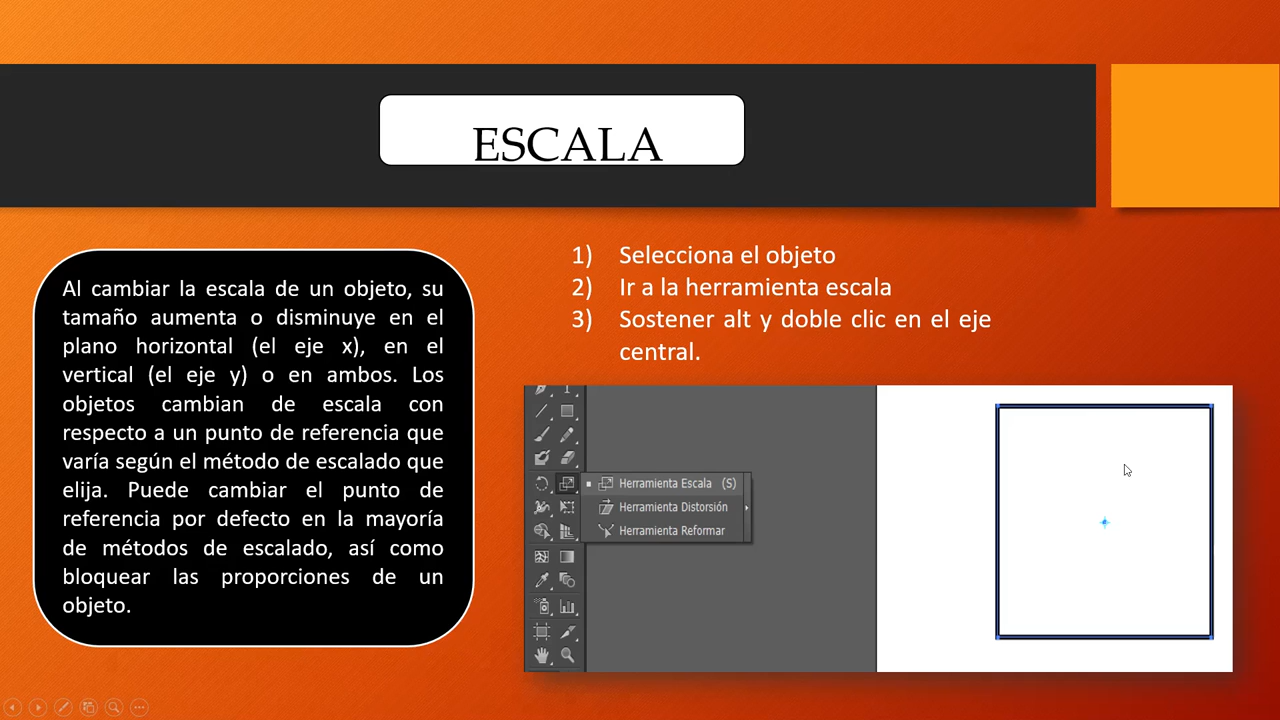 ESCALA
Al cambiar la escala de un objeto, su
tamaño aumenta o disminuye en el
plano horizontal (el eje x), en el
vertical (el eje y) o en ambos. Los
objetos cambian de escala con
respecto a un punto de referencia que
varía según el método de escalado que
elija. Puede cambiar el punto de
referencia por defecto en la mayoría
de métodos de escalado, así como
bloquear las proporciones de un
objeto.
1) Selecciona el objeto
2) Ir a la herramienta escala
3) Sostener alt y doble clic en el eje
central.
Herramienta Escala (S)
Herramienta Distorsión
Herramienta Reformar